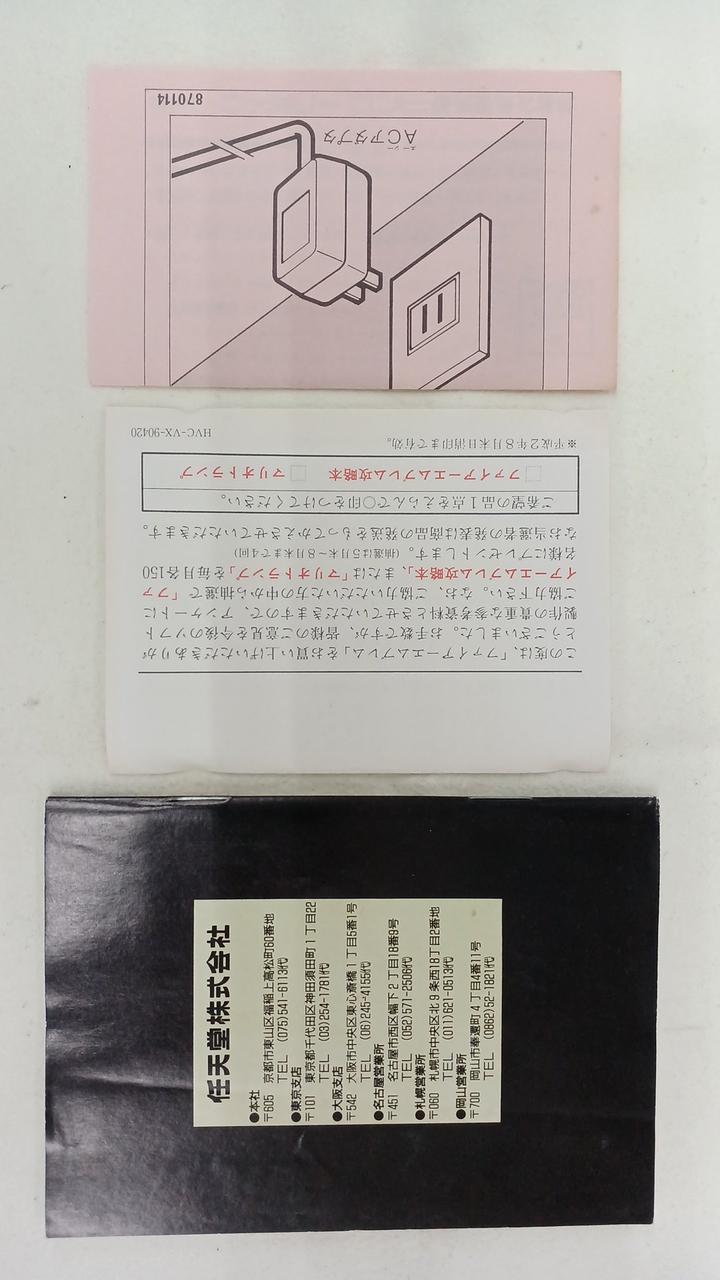 870114
エーシー
ACアダプタ
HVC-VX-90420
この度は、「ファイアーエムブレム」をお買い上げいただきありが
とうございました。お手数ですが、皆様のご意見を今後のソフト
製作の貴重な参考資料とさせていただきますので、アンケートに
ご協力下さい。なお、ご協力いただいた方の中から抽選で「ファ
イアーエムブレム攻略本」、または「マリオトランプ」を毎月各150
名様にプレゼントします。(抽選は5月末〜8月末まで4回)
なお当選者の発表は商品の発送をもってかえさせていただきます。
ご希望の品1点をえらんで○印をつけてください。
ファイアーエムブレム攻略本 マリオトランプ
※平成2年8月末日消印まで有効。
任天堂株式会社
●本社
〒605 京都市東山区福稲上高松町60番地
TEL (075)541-6113代
●東京支店
〒101 東京都千代田区神田須田町1丁目22
TEL (03)254-1781代
●大阪支店
〒542 大阪市中央区東心斎橋1丁目5番1号
TEL (06)245-4155代
●名古屋営業所
〒451 名古屋市西区幅下2丁目18番9号
TEL (052)571-2506代
●札幌営業所
〒060 札幌市中央区北9条西18丁目2番地
TEL (011)621-0513代
●岡山営業所
〒700 岡山市奉還町4丁目4番11号
TEL (0862)52-1821代